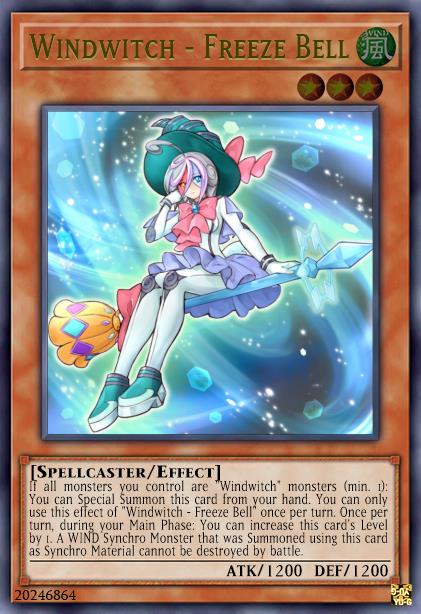 Windwitch - Freeze Bell
WIND
風
[Spellcaster/Effect]
If all monsters you control are "Windwitch" monsters (min. 1):
You can Special Summon this card from your hand. You can only
use this effect of "Windwitch - Freeze Bell" once per turn. Once per
turn, during your Main Phase: You can increase this card's Level
by 1. A WIND Synchro Monster that was Summoned using this card
as Synchro Material cannot be destroyed by battle.
ATK/1200 DEF/1200
20246864